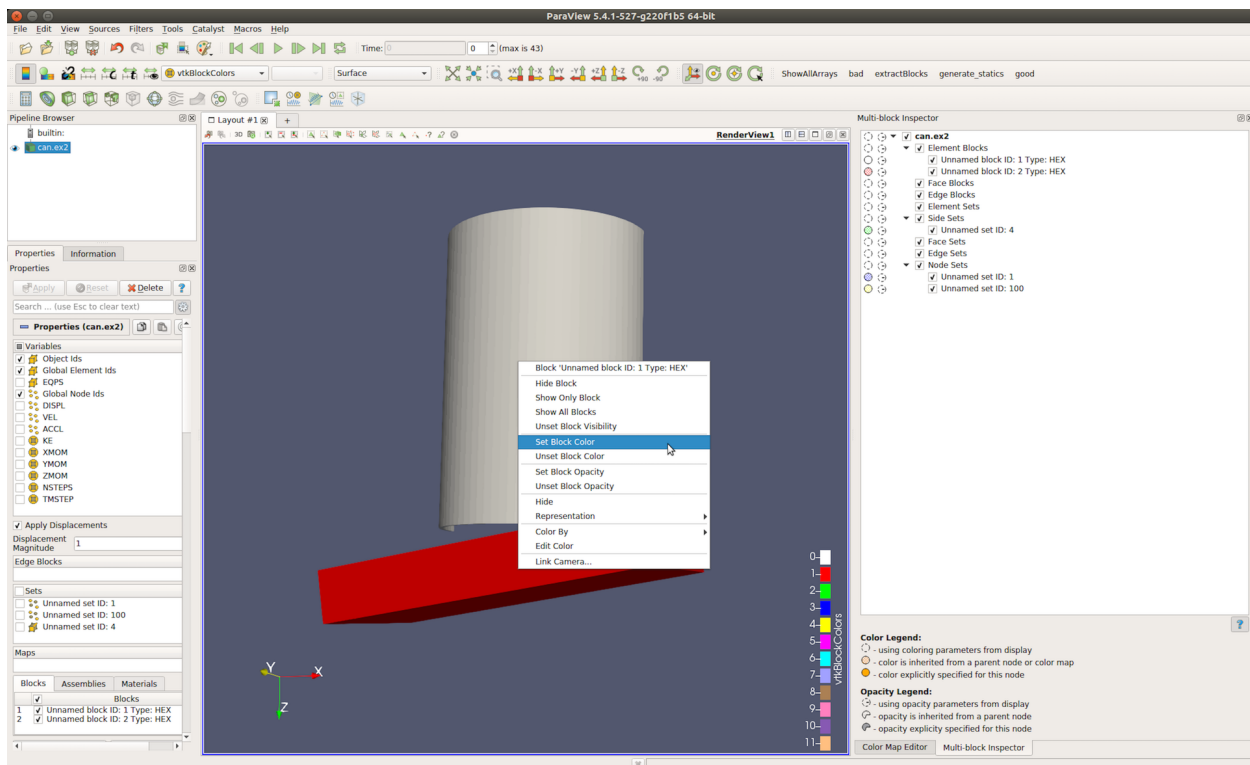 ParaView 5.4.1-527-g220f1b5 64-bit
File Edit View Sources Filters Tools Catalyst Macros Help
Time: 0 0 (max is 43)
vtkBlockColors Surface ShowAllArrays bad extractBlocks generate_statics good
Pipeline Browser
builtin:
can.ex2
Properties Information
Properties
Apply Reset Delete ?
Search ... (use Esc to clear text)
Properties (can.ex2)
Variables
Object Ids
Global Element Ids
EQPS
Global Node Ids
DISPL
VEL
ACCL
KE
XMOM
YMOM
ZMOM
NSTEPS
TMSTEP
Apply Displacements
Displacement
Magnitude
1
Edge Blocks
Sets
Unnamed set ID: 1
Unnamed set ID: 100
Unnamed set ID: 4
Maps
Blocks Assemblies Materials
Blocks
1 Unnamed block ID: 1 Type: HEX
2 Unnamed block ID: 2 Type: HEX
Layout #1 +
3D RenderView1
Block 'Unnamed block ID: 1 Type: HEX'
Hide Block
Show Only Block
Show All Blocks
Unset Block Visibility
Set Block Color
Unset Block Color
Set Block Opacity
Unset Block Opacity
Hide
Representation
Color By
Edit Color
Link Camera...
0
1
2
3
4
5
6
7
8
9
10
11
vtkBlockColors
Y X
Z
Multi-block Inspector
can.ex2
Element Blocks
Unnamed block ID: 1 Type: HEX
Unnamed block ID: 2 Type: HEX
Face Blocks
Edge Blocks
Element Sets
Side Sets
Unnamed set ID: 4
Face Sets
Edge Sets
Node Sets
Unnamed set ID: 1
Unnamed set ID: 100
?
Color Legend:
- using coloring parameters from display
- color is inherited from a parent node or color map
- color explicitly specified for this node
Opacity Legend:
- using opacity parameters from display
- opacity is inherited from a parent node
- opacity explicity specified for this node
Color Map Editor Multi-block Inspector